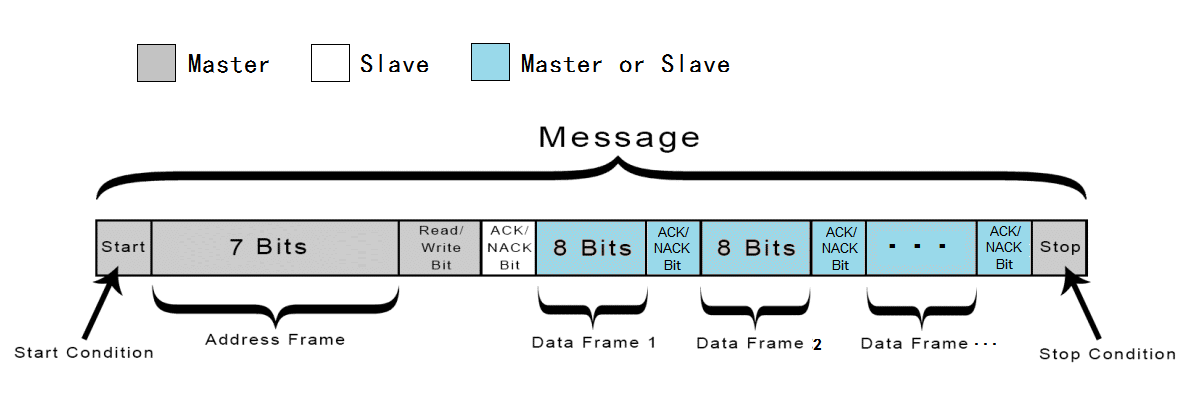 Master Slave Master or Slave
Message
Start 7 Bits Read/ Write Bit ACK/ NACK Bit 8 Bits ACK/ NACK Bit 8 Bits ACK/ NACK Bit - - - ACK/ NACK Bit Stop
Start Condition Address Frame Data Frame 1 Data Frame 2 Data Frame ··· Stop Condition